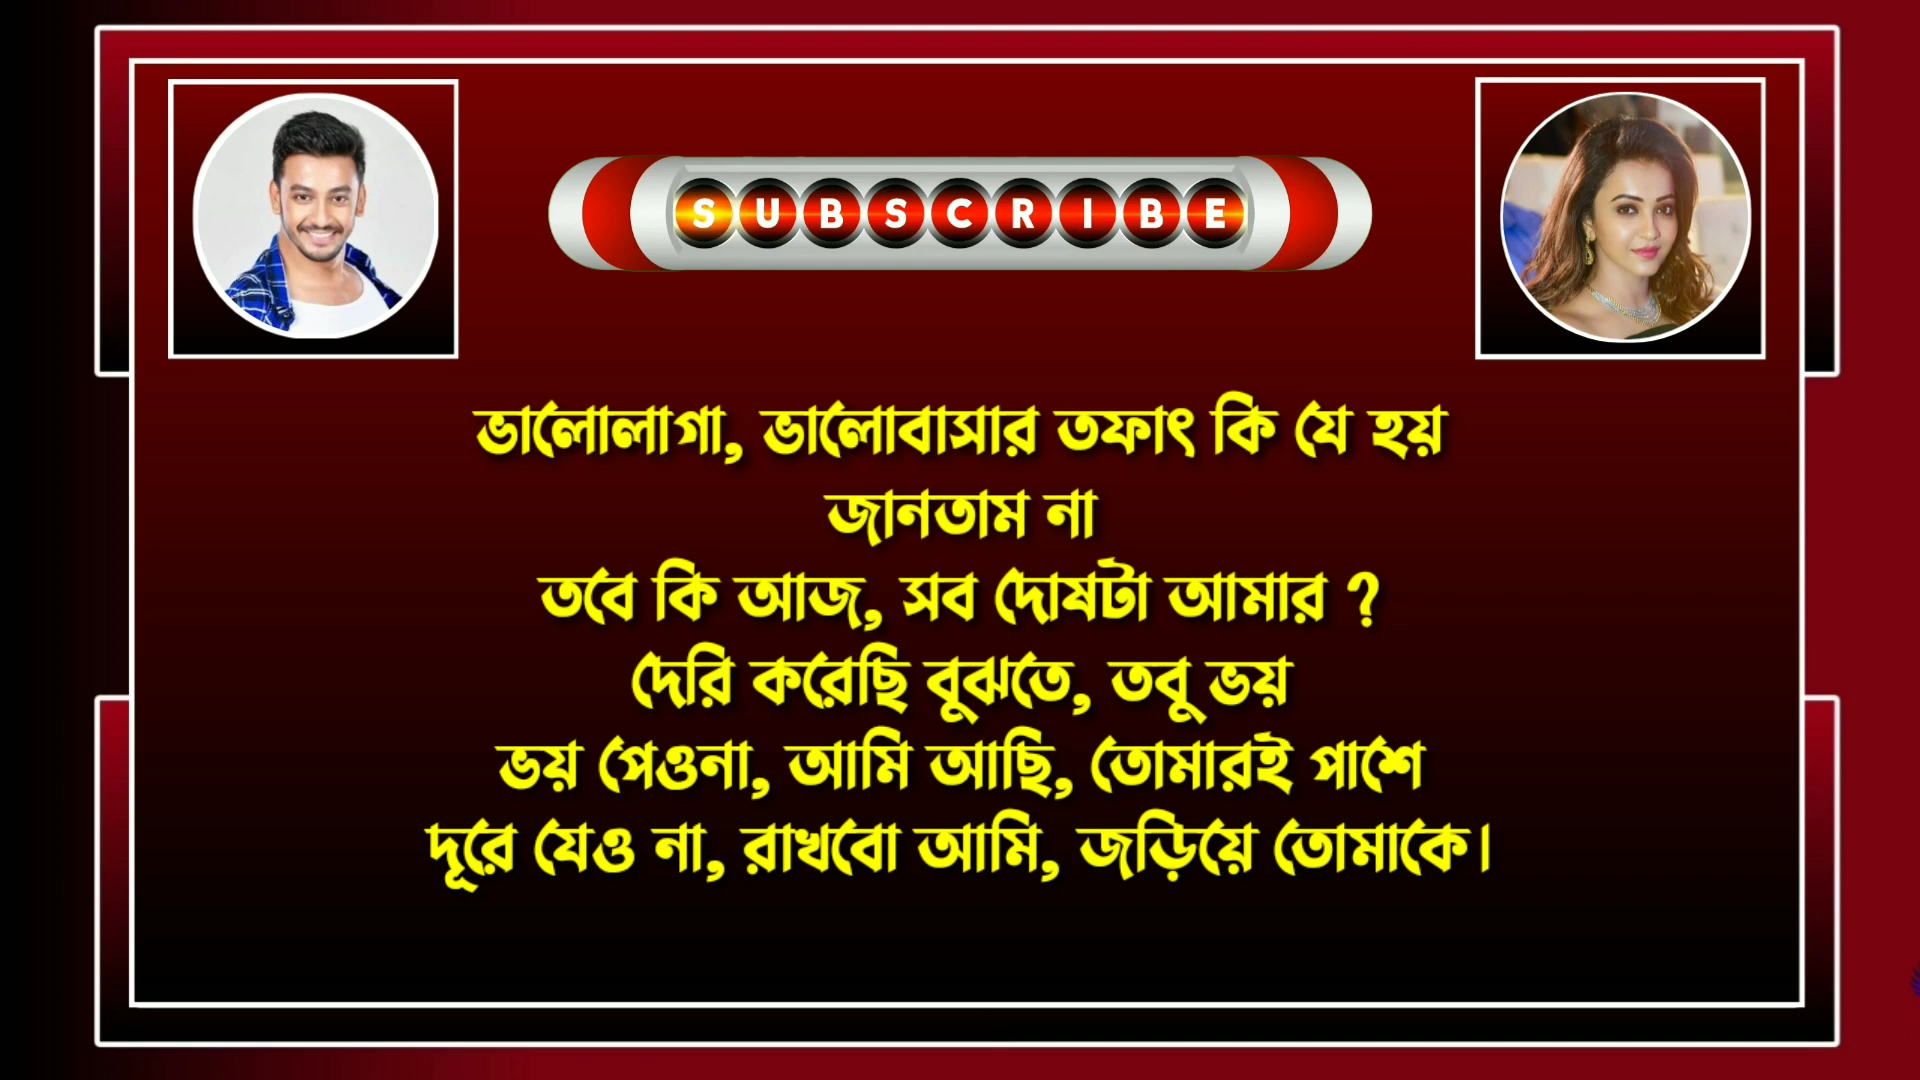 SUBSCRIBE
ভালোলাগা, ভালোবাসার তফাৎ কি যে হয়
জানতাম না
তবে কি আজ, সব দোষটা আমার ?
দেরি করেছি বুঝতে, তবু ভয়
ভয় পেওনা, আমি আছি, তোমারই পাশে
দূরে যেও না, রাখবো আমি, জড়িয়ে তোমাকে।